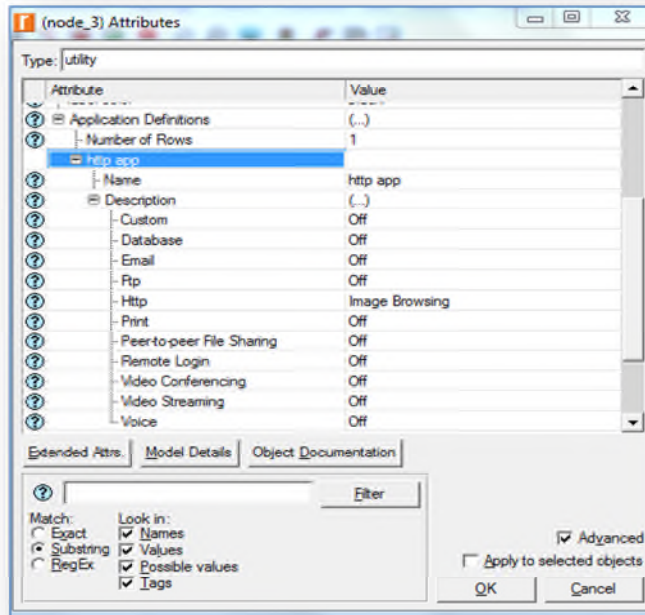 (node_3) Attributes
Type: utility
Attribute Value
Application Definitions (...)
Number of Rows 1
http app
Name http app
Description (...)
Custom Off
Database Off
Email Off
Ftp Off
Http Image Browsing
Print Off
Peer-to-peer File Sharing Off
Remote Login Off
Video Conferencing Off
Video Streaming Off
Voice Off
Extended Attrs. Model Details Object Documentation
Filter
Match: Look in:
Exact Names
Substring Values
RegEx Possible values
Tags
Advanced
Apply to selected objects
OK Cancel